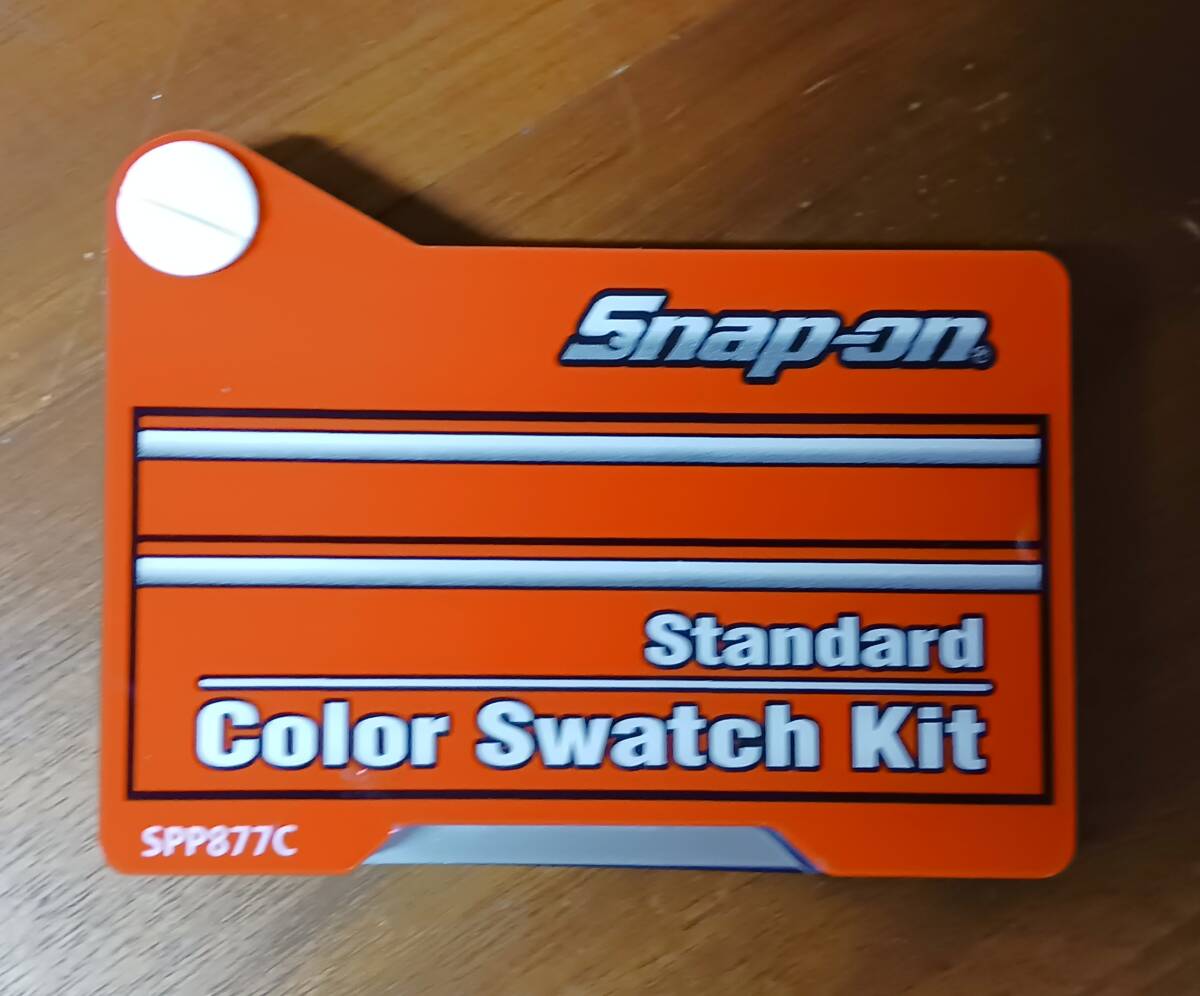 Snap-on®
Standard
Color Swatch Kit
SPP877C